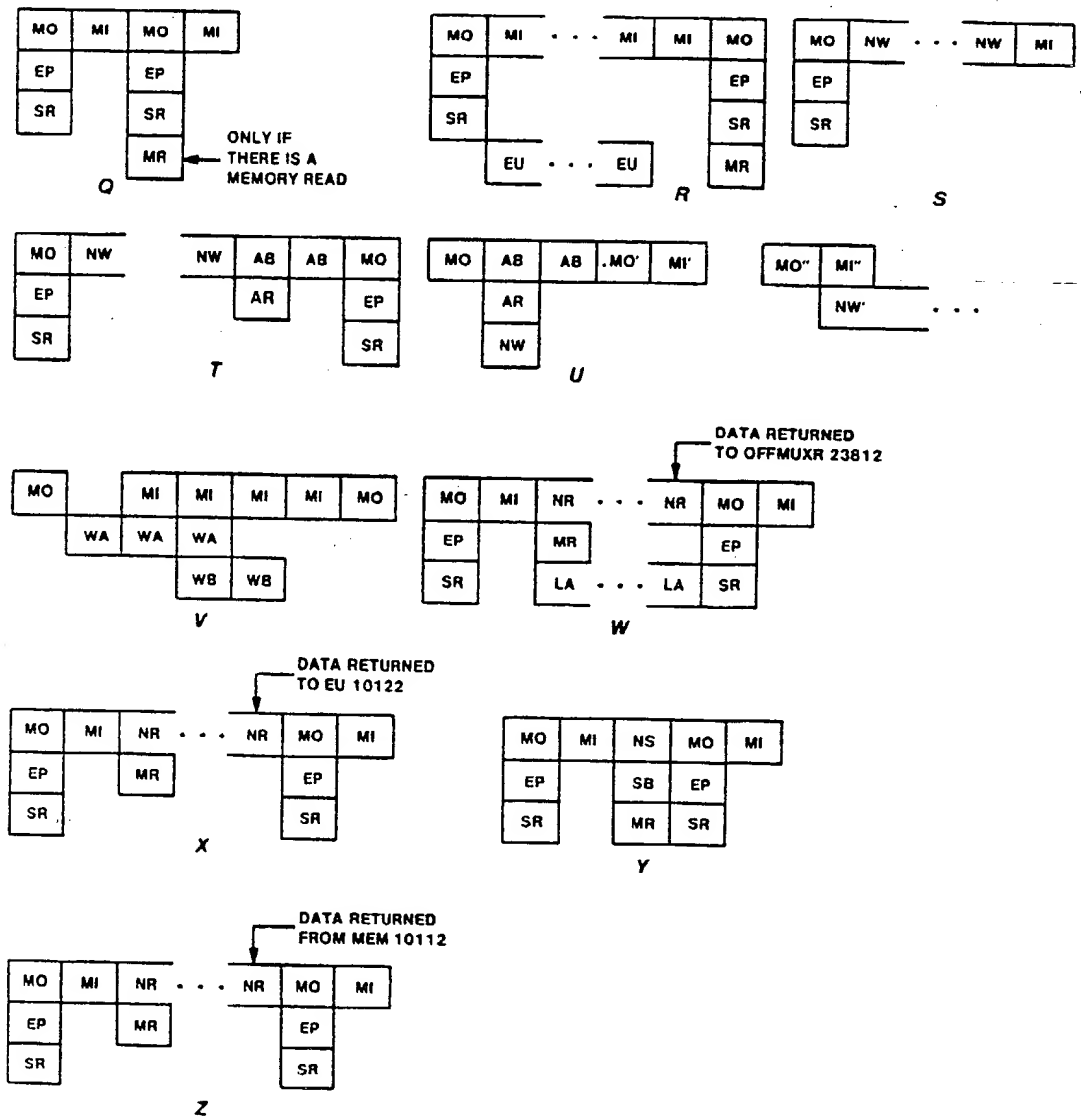 MO MI MO MI
EP EP
SR SR
MR
ONLY IF
THERE IS A
MEMORY READ
Q
MO MI . . . MI MI MO
EP EP
SR SR
EU . . . EU MR
R
MO NW . . . NW MI
EP
SR
S
MO NW NW AB AB MO
EP AR EP
SR SR
T
MO AB AB .MO' MI'
AR
NW
U
MO" MI"
NW' . . .
MO MI MI MI MI MO
WA WA WA
WB WB
V
DATA RETURNED
TO OFFMUXR 23812
MO MI NR . . . NR MO MI
EP MR EP
SR LA . . . LA SR
W
DATA RETURNED
TO EU 10122
MO MI NR . . . NR MO MI
EP MR EP
SR SR
X
MO MI NS MO MI
EP SB EP
SR MR SR
Y
DATA RETURNED
FROM MEM 10112
MO MI NR . . . NR MO MI
EP MR EP
SR SR
Z